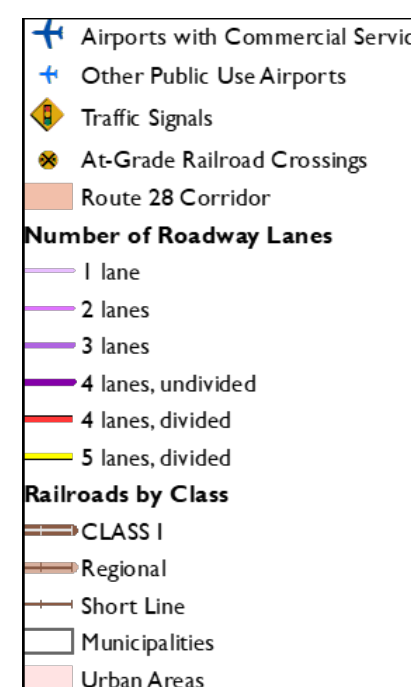 Airports with Commercial Servic
Other Public Use Airports
Traffic Signals
At-Grade Railroad Crossings
Route 28 Corridor
Number of Roadway Lanes
1 lane
2 lanes
3 lanes
4 lanes, undivided
4 lanes, divided
5 lanes, divided
Railroads by Class
CLASS I
Regional
Short Line
Municipalities
Urban Areas